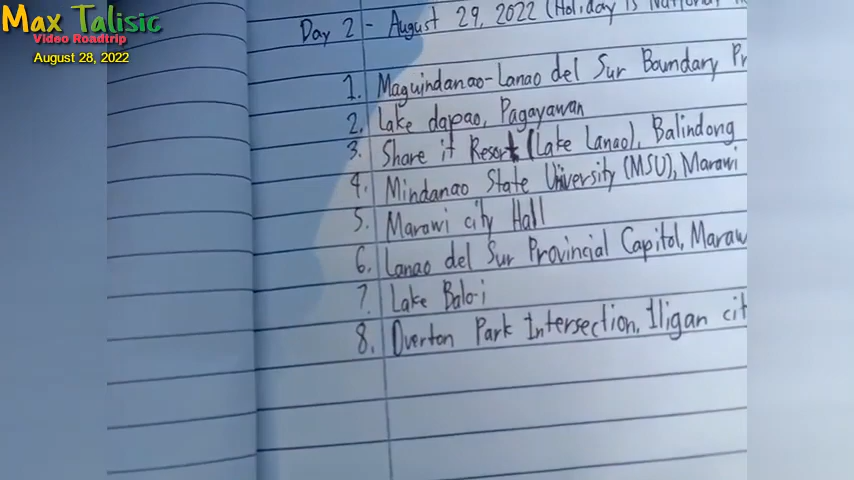 Max Talisic
Video Roadtrip
August 28, 2022
Day 2 - August 29, 2022 (Holiday is National
1. Maguindanao-Lanao del Sur Boundary Pr
2. Lake dapao, Pagayawan
3. Share it Resort (Lake Lanao), Balindong
4. Mindanao State University (MSU), Marawi
5. Marawi city Hall
6. Lanao del Sur Provincial Capitol, Maraw
7. Lake Balo-i
8. Overton Park Intersection, Iligan cit